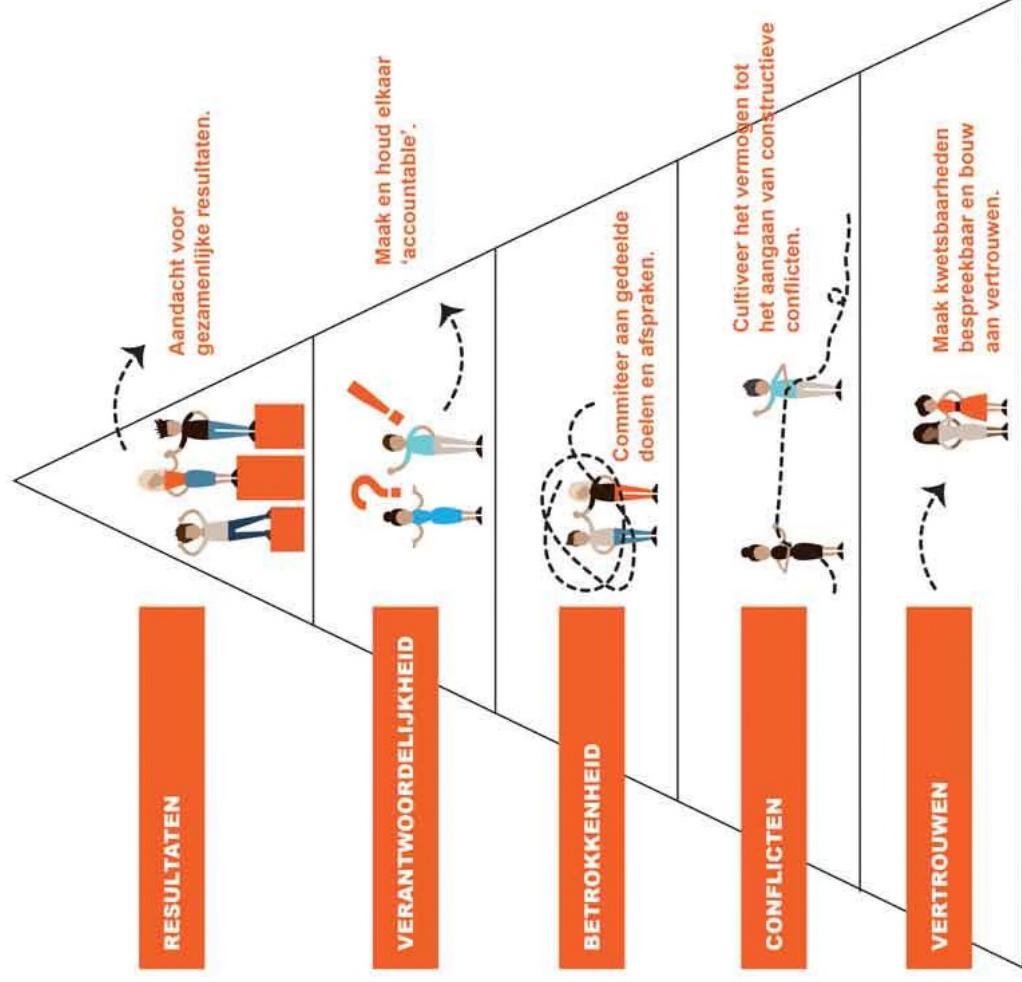 RESULTATEN
Aandacht voor
gezamenlijke resultaten.
VERANTWOORDELIJKHEID
?
!
Maak en houd elkaar
‘accountable’.
BETROKKENHEID
Commiteer aan gedeelde
doelen en afspraken.
CONFLICTEN
Cultiveer het vermogen tot
het aangaan van constructieve
conflicten.
VERTROUWEN
Maak kwetsbaarheden
bespreekbaar en bouw
aan vertrouwen.